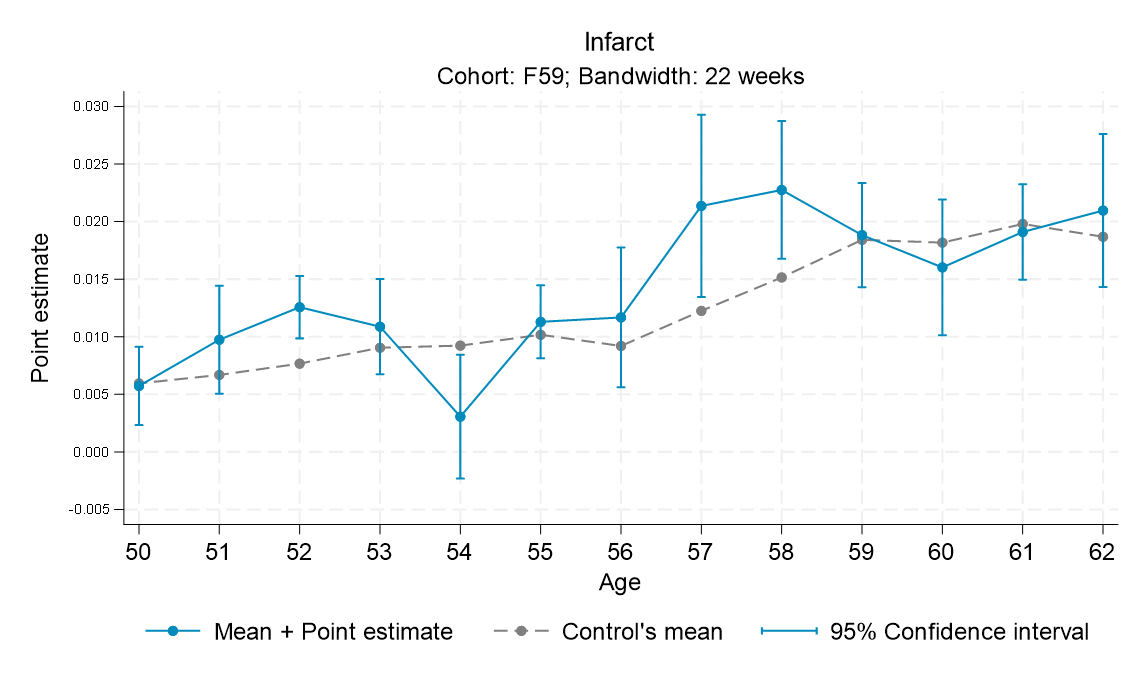 Infarct
Cohort: F59; Bandwidth: 22 weeks
Point estimate
0.030
0.025
0.020
0.015
0.010
0.005
0.000
-0.005
50 51 52 53 54 55 56 57 58 59 60 61 62
Age
Mean + Point estimate Control's mean 95% Confidence interval